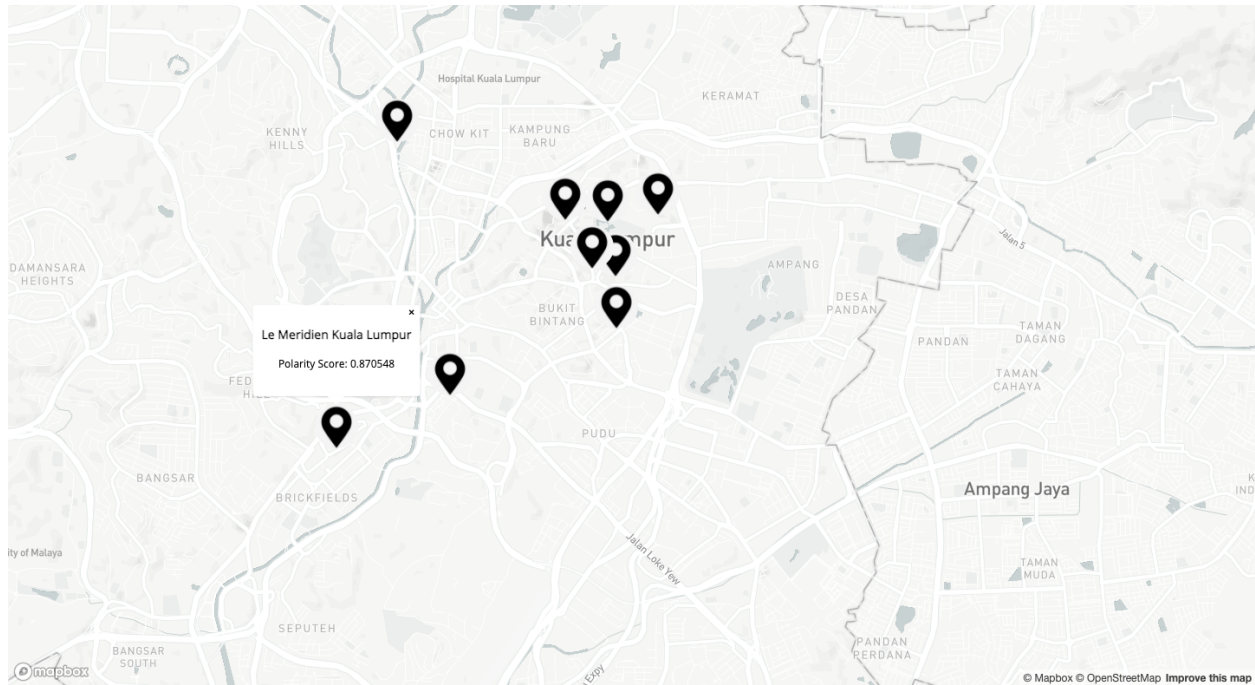 Hospital Kuala Lumpur
KERAMAT
KENNY
HILLS
CHOW KIT
KAMPUNG
BARU
Jalan 5
DAMANSARA
HEIGHTS
AMPANG
DESA
PANDAN
BUKIT
BINTANG
×
Le Meridien Kuala Lumpur
Polarity Score: 0.870548
TAMAN
DAGANG
PANDAN
TAMAN
CAHAYA
PUDU
BANGSAR
BRICKFIELDS
Ampang Jaya
Jalan Loke Yew
TAMAN
MUDA
SEPUTEH
BANGSAR
SOUTH
PANDAN
PERDANA
Expy
mapbox
© Mapbox © OpenStreetMap Improve this map